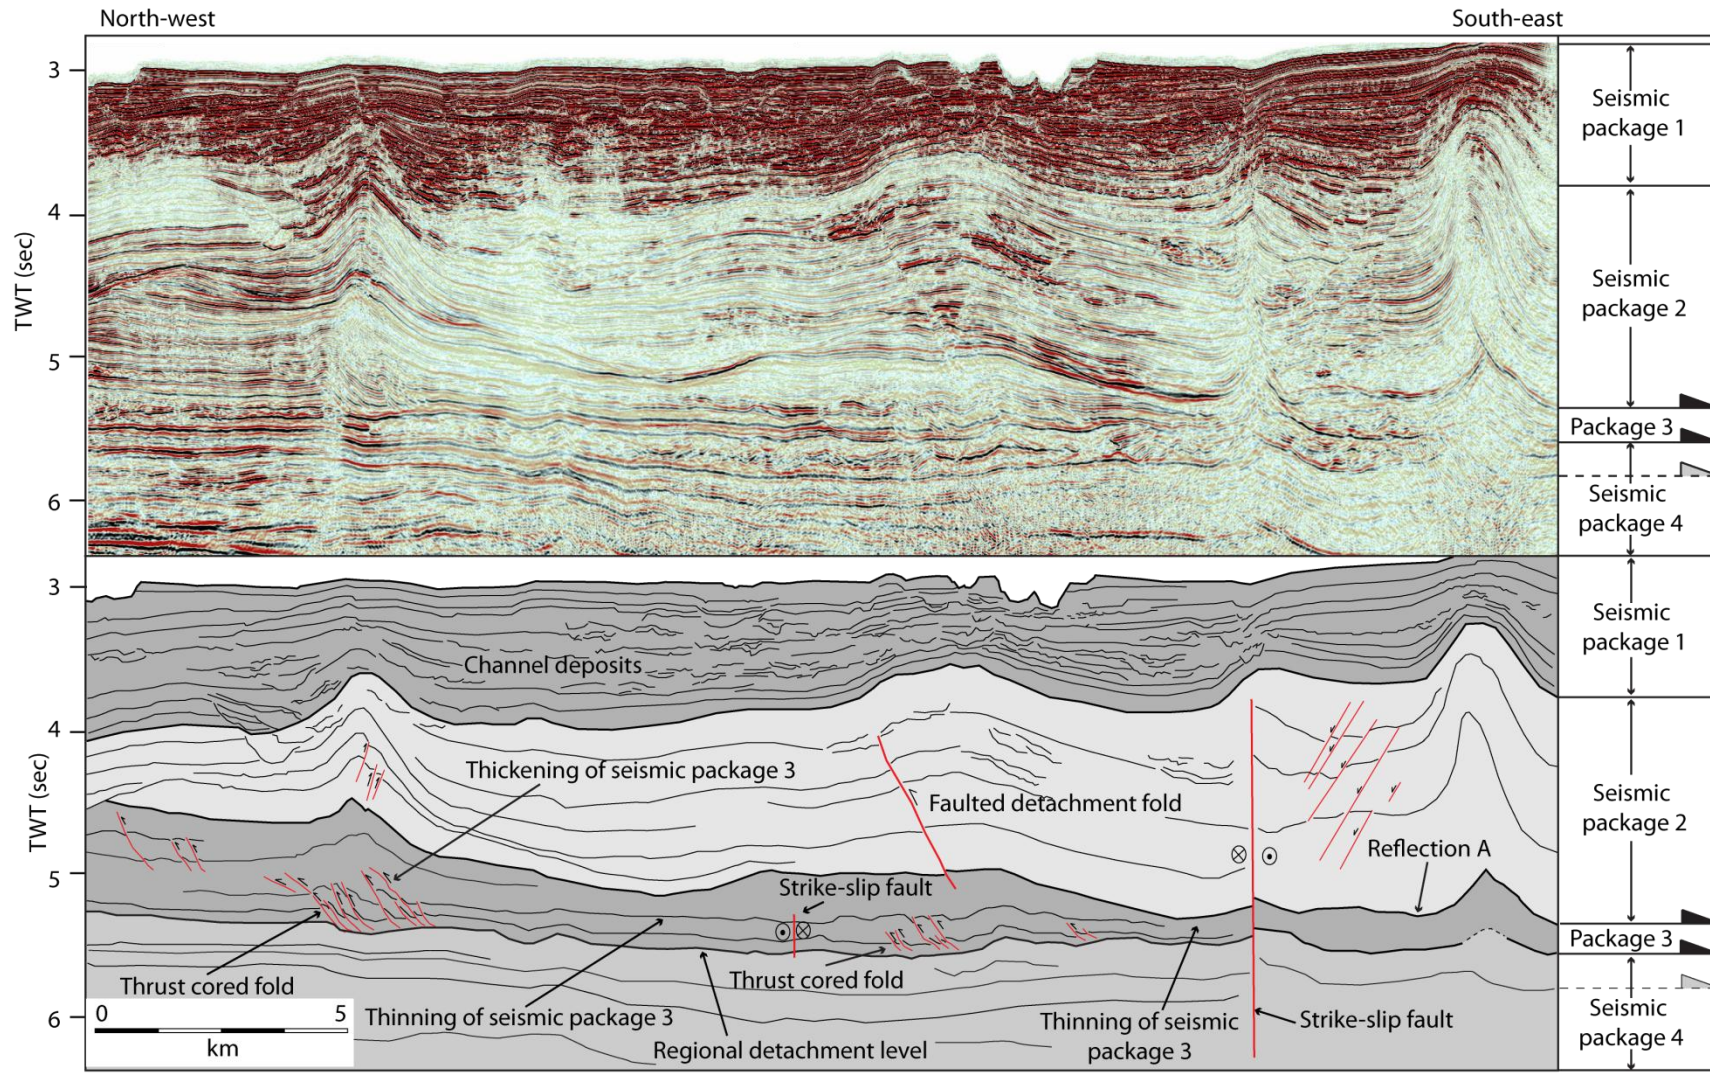 North-west
South-east
TWT (sec)
3
4
5
6
Seismic
package 1
Seismic
package 2
Package 3
Seismic
package 4
TWT (sec)
3
4
5
6
Channel deposits
Thickening of seismic package 3
Faulted detachment fold
Reflection A
Strike-slip fault
Thrust cored fold
Thrust cored fold
Thinning of seismic package 3
Regional detachment level
Thinning of seismic
package 3
Strike-slip fault
0 5
km
Seismic
package 1
Seismic
package 2
Package 3
Seismic
package 4